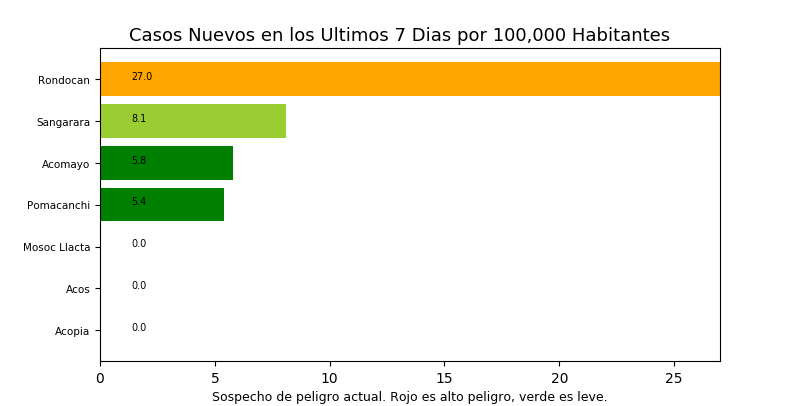 Casos Nuevos en los Ultimos 7 Dias por 100,000 Habitantes
Rondocan 27.0
Sangarara 8.1
Acomayo 5.8
Pomacanchi 5.4
Mosoc Llacta 0.0
Acos 0.0
Acopia 0.0
0 5 10 15 20 25
Sospecho de peligro actual. Rojo es alto peligro, verde es leve.